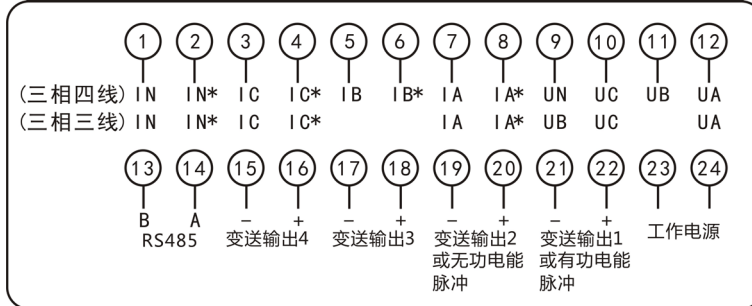 1 2 3 4 5 6 7 8 9 10 11 12
(三相四线) IN IN* IC IC* IB IB* IA IA* UN UC UB UA
(三相三线) IN IN* IC IC* IA IA* UB UC UA
13 14 15 16 17 18 19 20 21 22 23 24
B A − + − + − + − +
RS485 变送输出4 变送输出3 变送输出2 变送输出1 工作电源
或无功电能 或有功电能
脉冲 脉冲